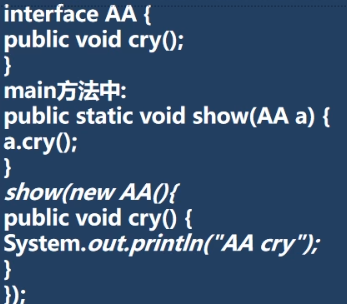 interface AA {
public void cry();
}
main方法中:
public static void show(AA a) {
a.cry();
}
show(new AA(){
public void cry() {
System.out.println("AA cry");
}
});